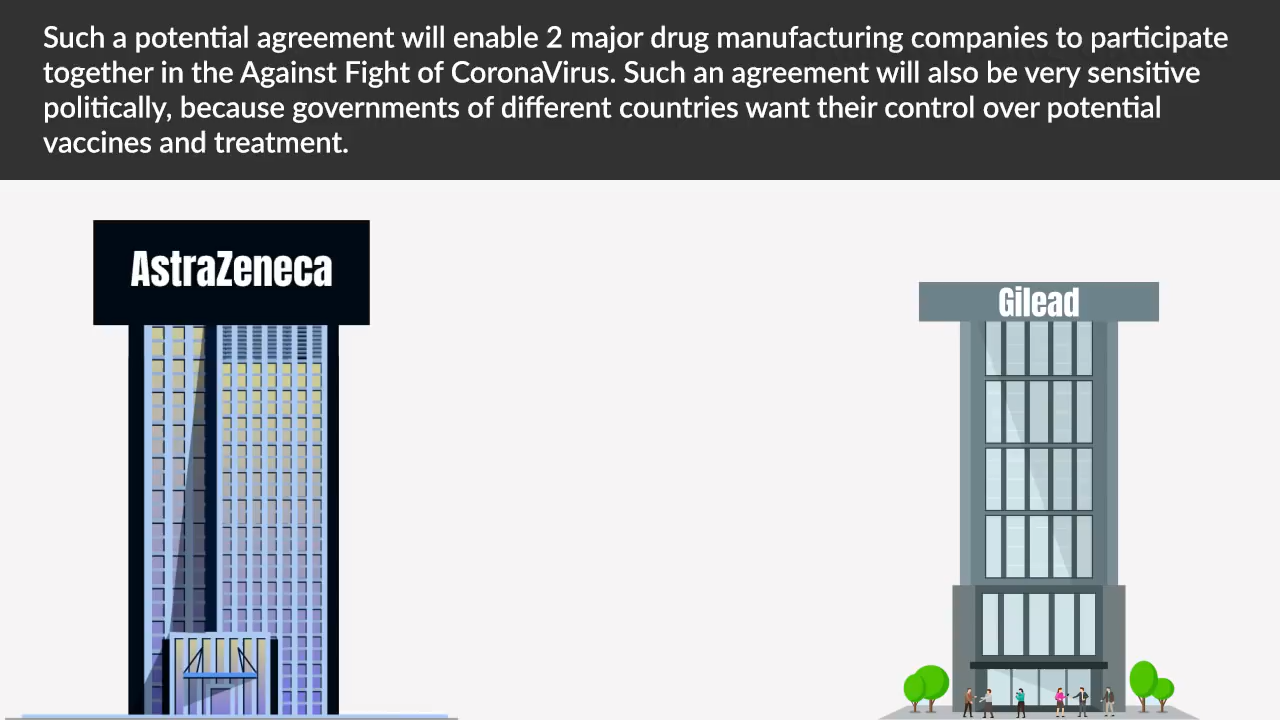 Such a potential agreement will enable 2 major drug manufacturing companies to participate
together in the Against Fight of CoronaVirus. Such an agreement will also be very sensitive
politically, because governments of different countries want their control over potential
vaccines and treatment.
AstraZeneca
Gilead